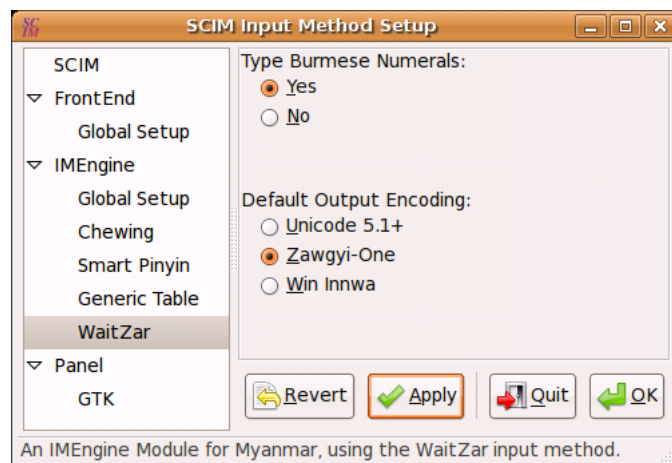 SCIM Input Method Setup
SCIM
FrontEnd
Global Setup
IMEngine
Global Setup
Chewing
Smart Pinyin
Generic Table
WaitZar
Panel
GTK
Type Burmese Numerals:
Yes
No
Default Output Encoding:
Unicode 5.1+
Zawgyi-One
Win Innwa
Revert Apply Quit OK
An IMEngine Module for Myanmar, using the WaitZar input method.